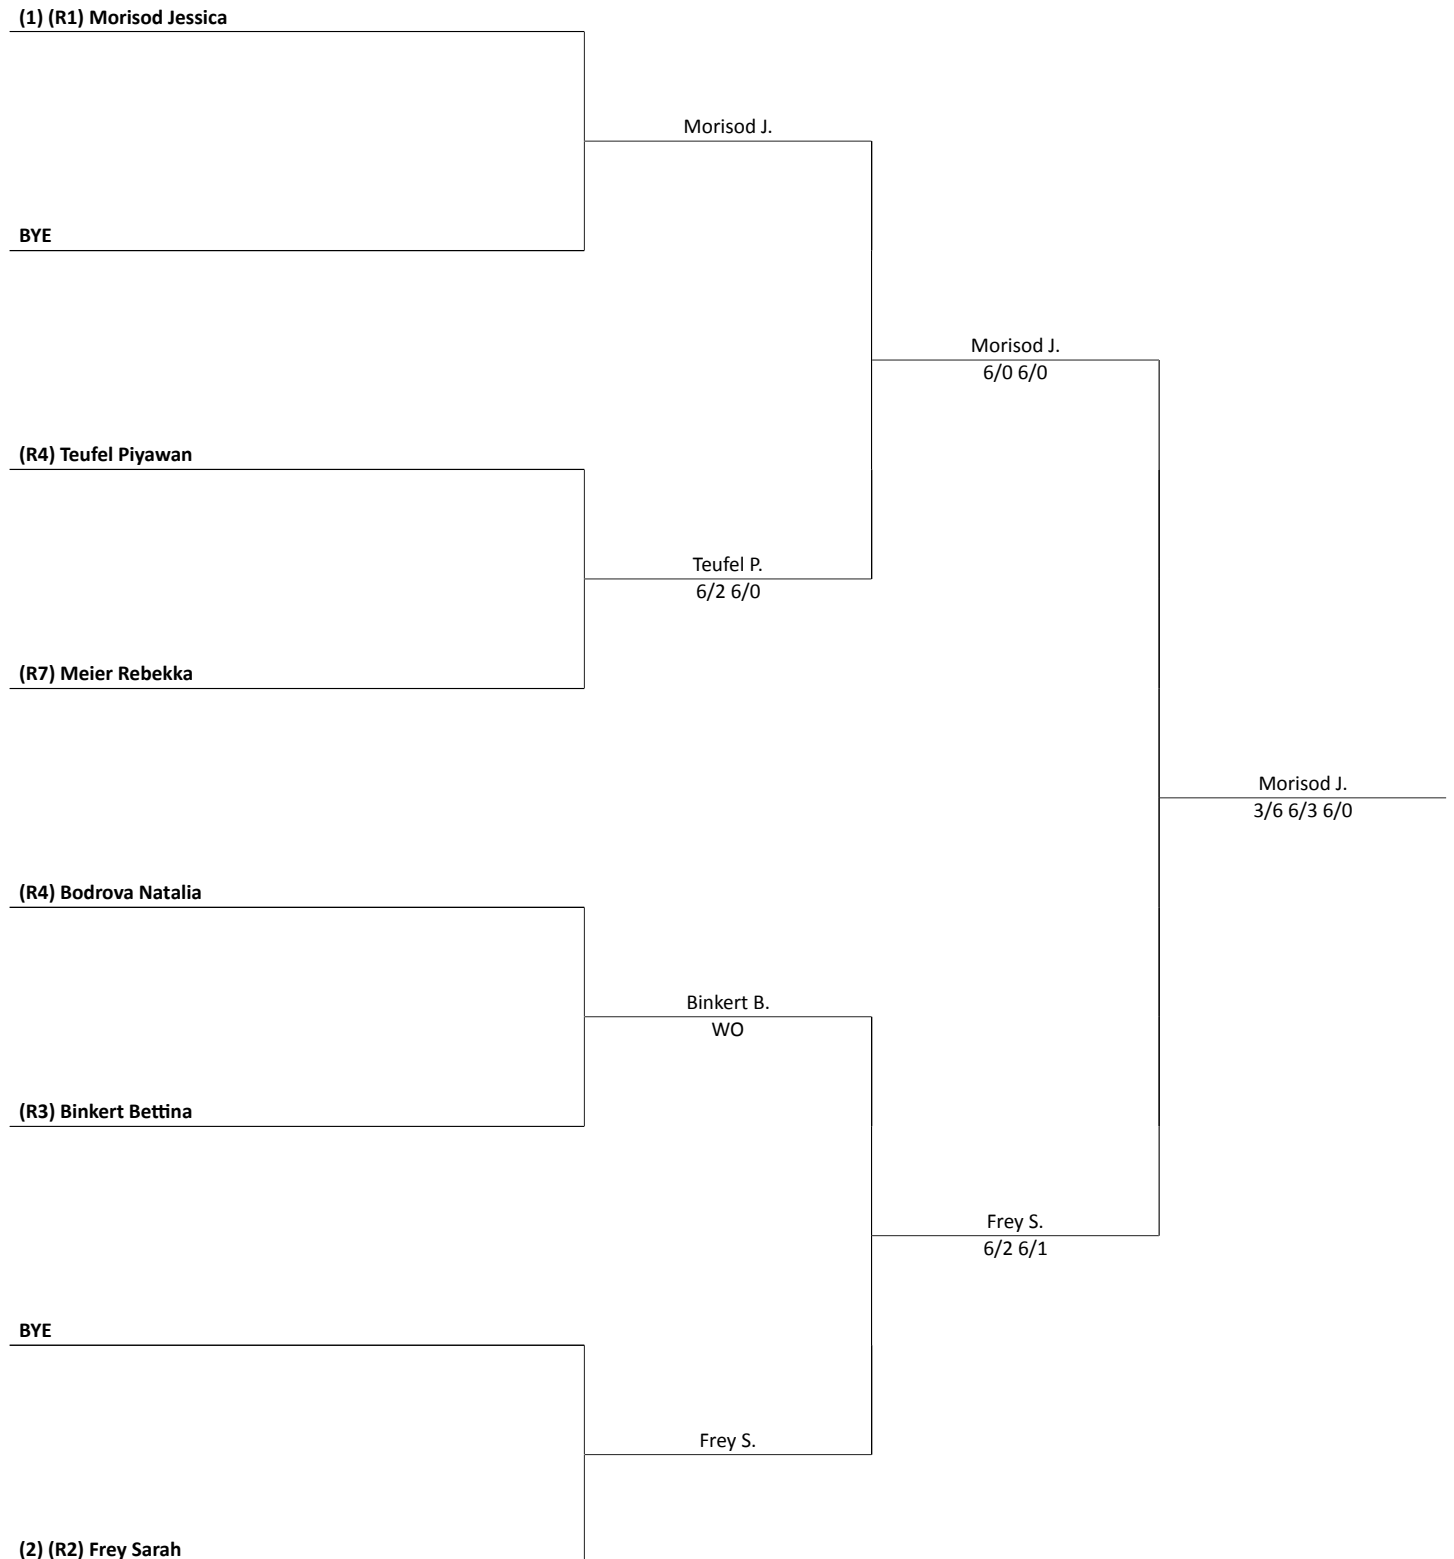 (1) (R1) Morisod Jessica
Morisod J.
BYE
Morisod J.
6/0 6/0
(R4) Teufel Piyawan
Teufel P.
6/2 6/0
(R7) Meier Rebekka
Morisod J.
3/6 6/3 6/0
(R4) Bodrova Natalia
Binkert B.
WO
(R3) Binkert Bettina
Frey S.
6/2 6/1
BYE
Frey S.
(2) (R2) Frey Sarah